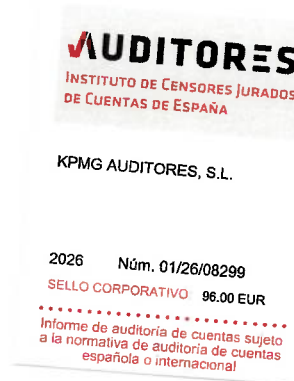 AUDITORES
INSTITUTO DE CENSORES JURADOS
DE CUENTAS DE ESPAÑA
KPMG AUDITORES, S.L.
2026 Núm. 01/26/08299
SELLO CORPORATIVO 96.00 EUR
Informe de auditoría de cuentas sujeto
a la normativa de auditoría de cuentas
española o internacional